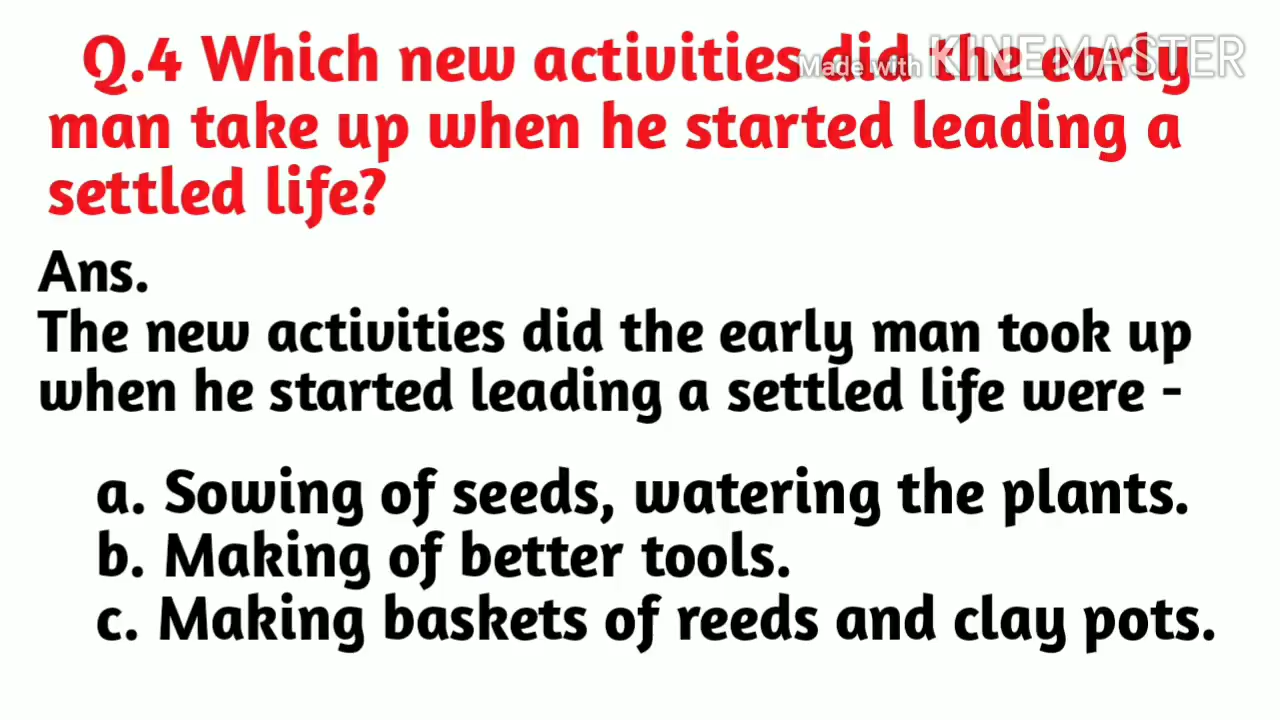 Q.4 Which new activities did the early
Made with KINEMASTER
man take up when he started leading a
settled life?
Ans.
The new activities did the early man took up
when he started leading a settled life were -
a. Sowing of seeds, watering the plants.
b. Making of better tools.
c. Making baskets of reeds and clay pots.